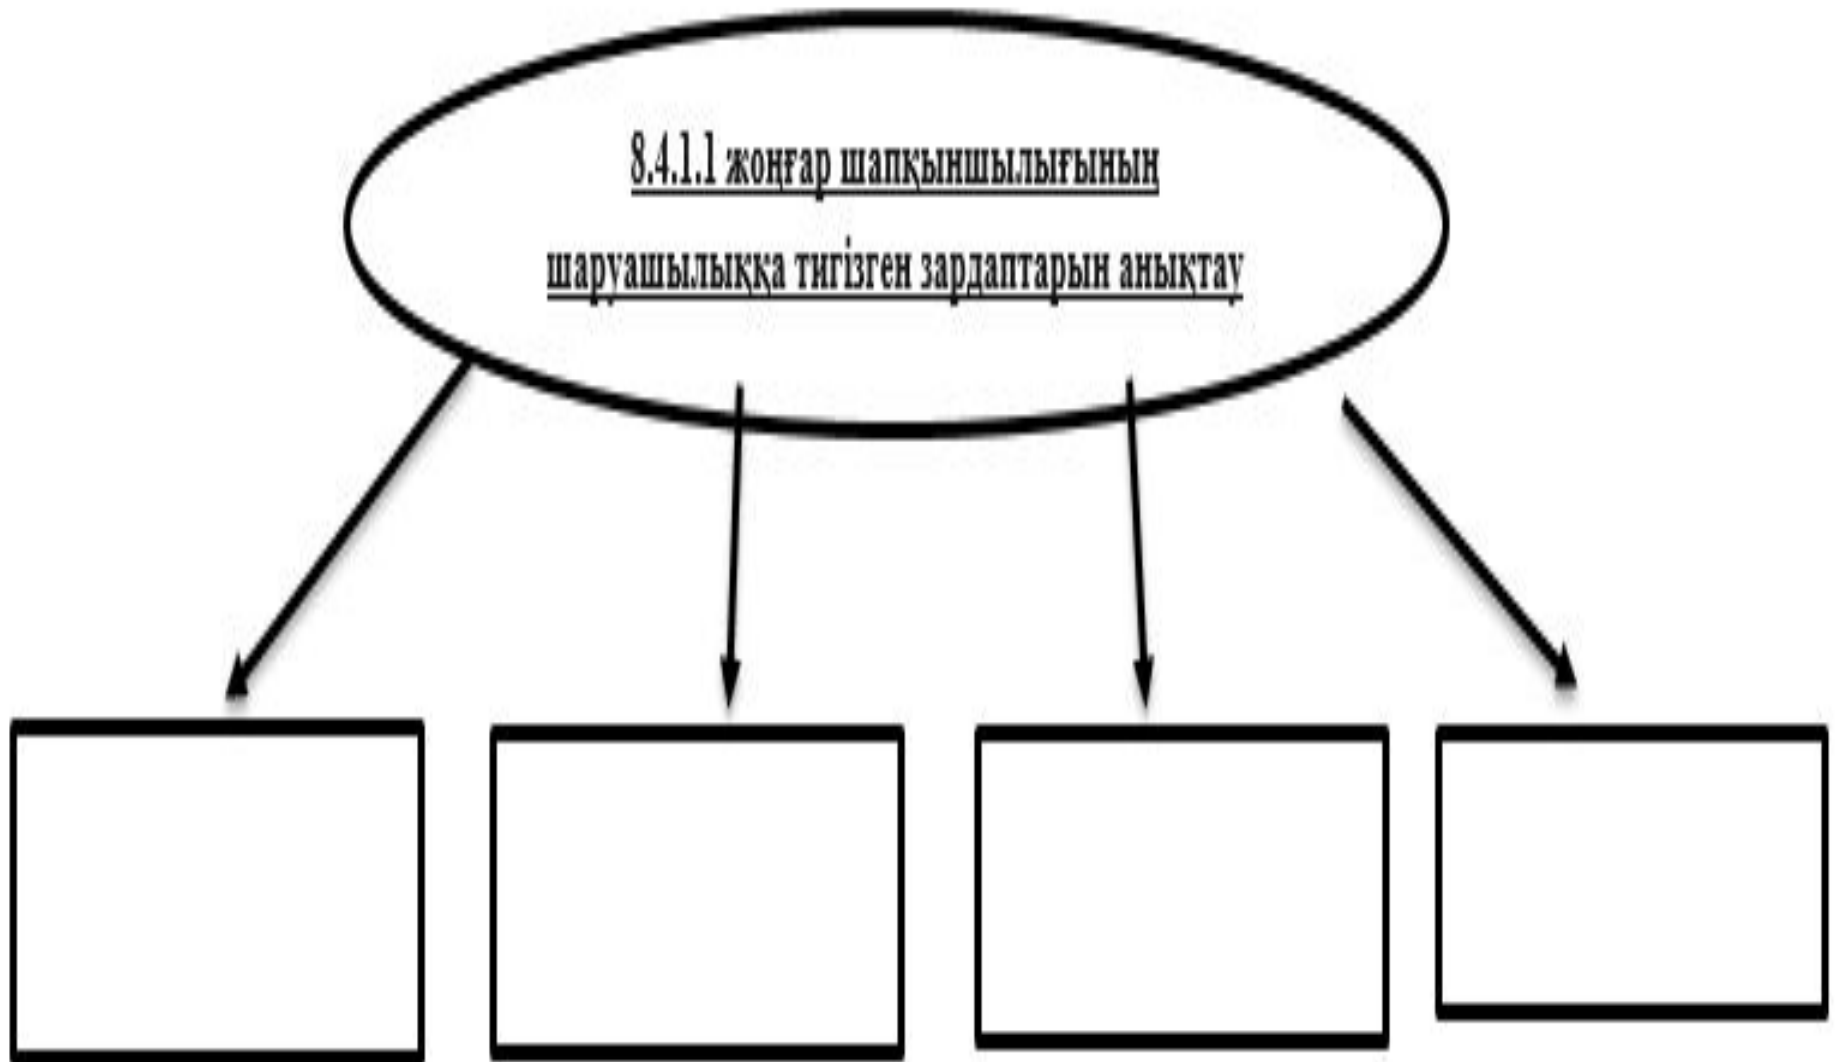 8.4.1.1 жоңғар шапқыншылығының
шаруашылыққа тигізген зардаптарын анықтау